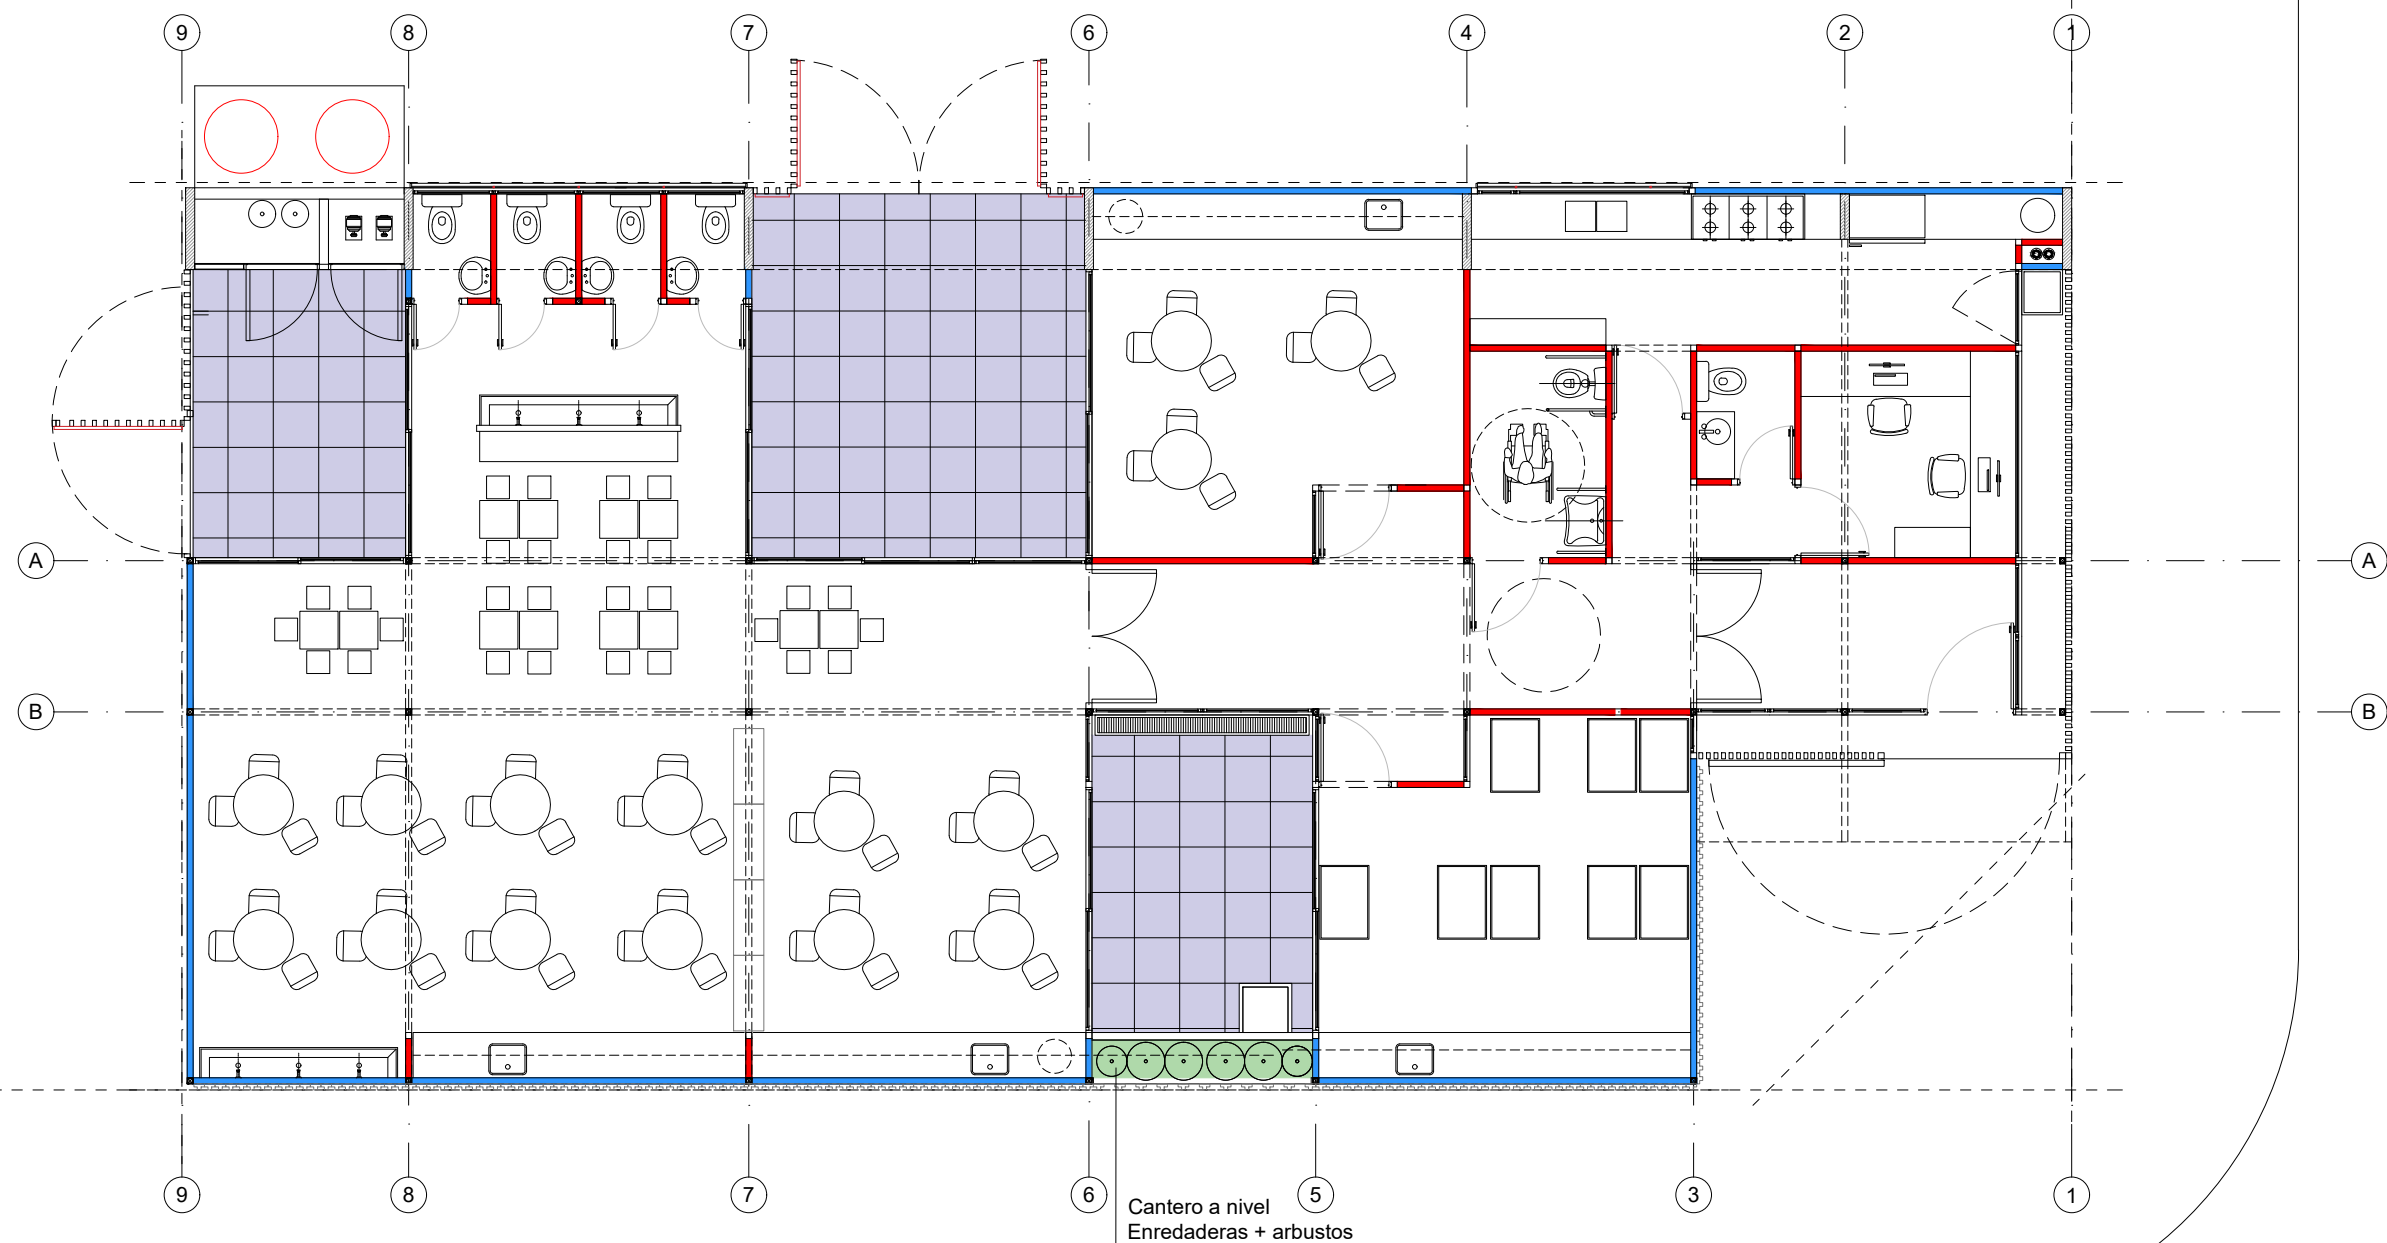 9 8 7 6 4 2 1
A A
B B
9 8 7 6 5 3 1
Cantero a nivel
Enredaderas + arbustos